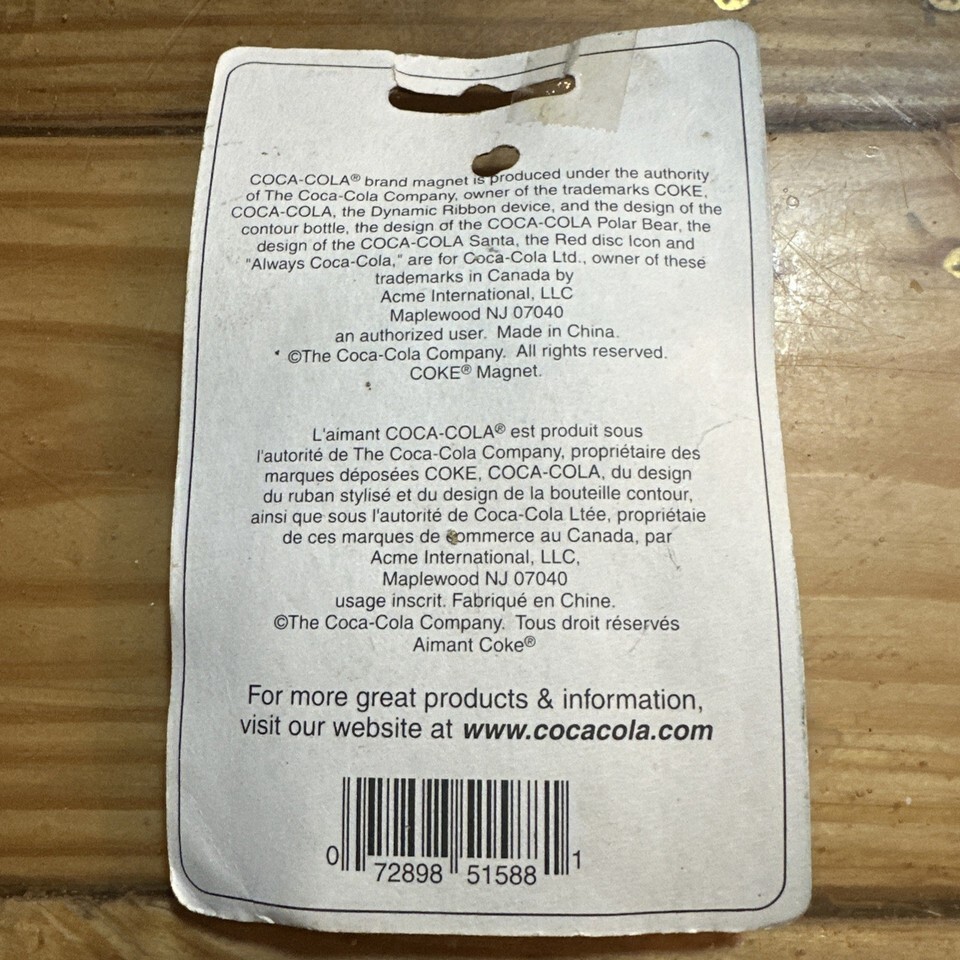 COCA-COLA® brand magnet is produced under the authority
of The Coca-Cola Company, owner of the trademarks COKE,
COCA-COLA, the Dynamic Ribbon device, and the design of the
contour bottle, the design of the COCA-COLA Polar Bear, the
design of the COCA-COLA Santa, the Red disc Icon and
"Always Coca-Cola," are for Coca-Cola Ltd., owner of these
trademarks in Canada by
Acme International, LLC
Maplewood NJ 07040
an authorized user. Made in China.
©The Coca-Cola Company. All rights reserved.
COKE® Magnet.
L'aimant COCA-COLA® est produit sous
l'autorité de The Coca-Cola Company, propriétaire des
marques déposées COKE, COCA-COLA, du design
du ruban stylisé et du design de la bouteille contour,
ainsi que sous l'autorité de Coca-Cola Ltée, propriétaie
de ces marques de commerce au Canada, par
Acme International, LLC,
Maplewood NJ 07040
usage inscrit. Fabriqué en Chine.
©The Coca-Cola Company. Tous droit réservés
Aimant Coke®
For more great products & information,
visit our website at www.cocacola.com
0 72898 51588 1